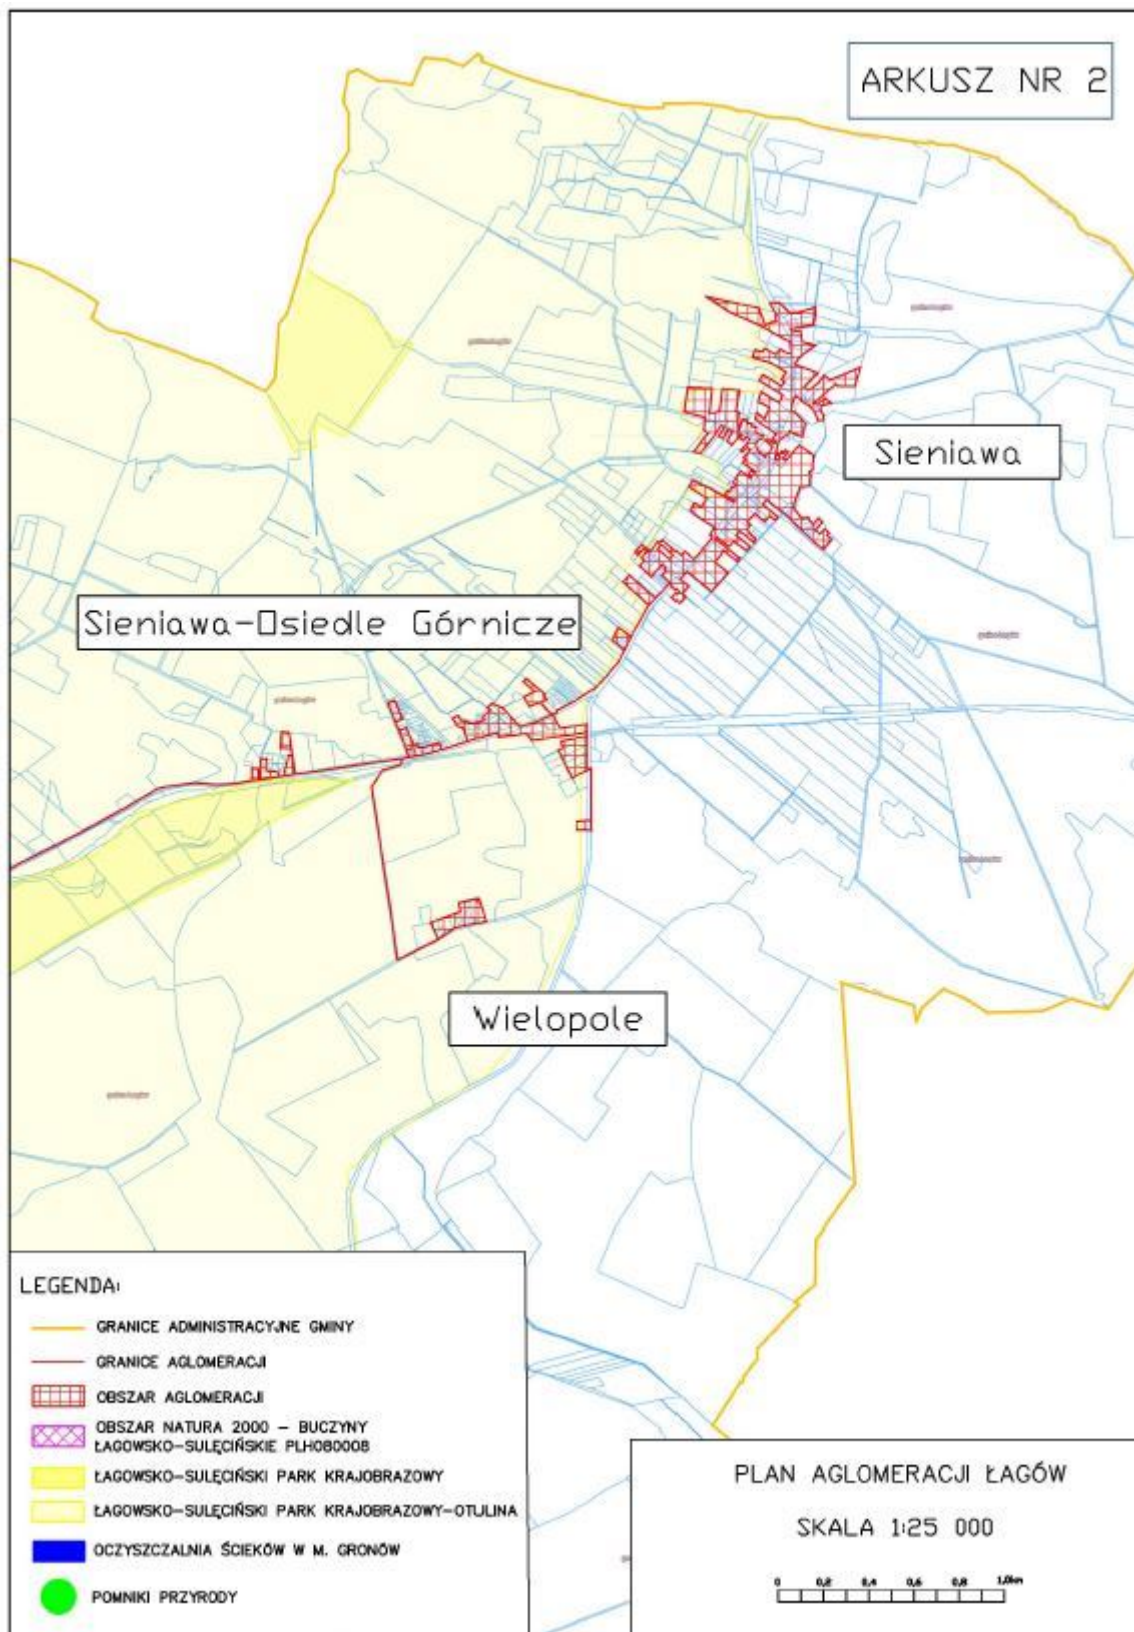 ARKUSZ NR 2
Sieniawa
Sieniawa-Osiedle Górnicze
Wielopole
LEGENDA:
GRANICE ADMINISTRACYJNE GMINY
GRANICE AGLOMERACJI
OBSZAR AGLOMERACJI
OBSZAR NATURA 2000 – BUCZYNY
ŁAGOWSKO-SULĘCIŃSKIE PLH080008
ŁAGOWSKO-SULĘCIŃSKI PARK KRAJOBRAZOWY
ŁAGOWSKO-SULĘCIŃSKI PARK KRAJOBRAZOWY-OTULINA
OCZYSZCZALNIA ŚCIEKÓW W M. GRONÓW
POMNIKI PRZYRODY
PLAN AGLOMERACJI ŁAGÓW
SKALA 1:25 000
0 0,2 0,4 0,6 0,8 1,0km